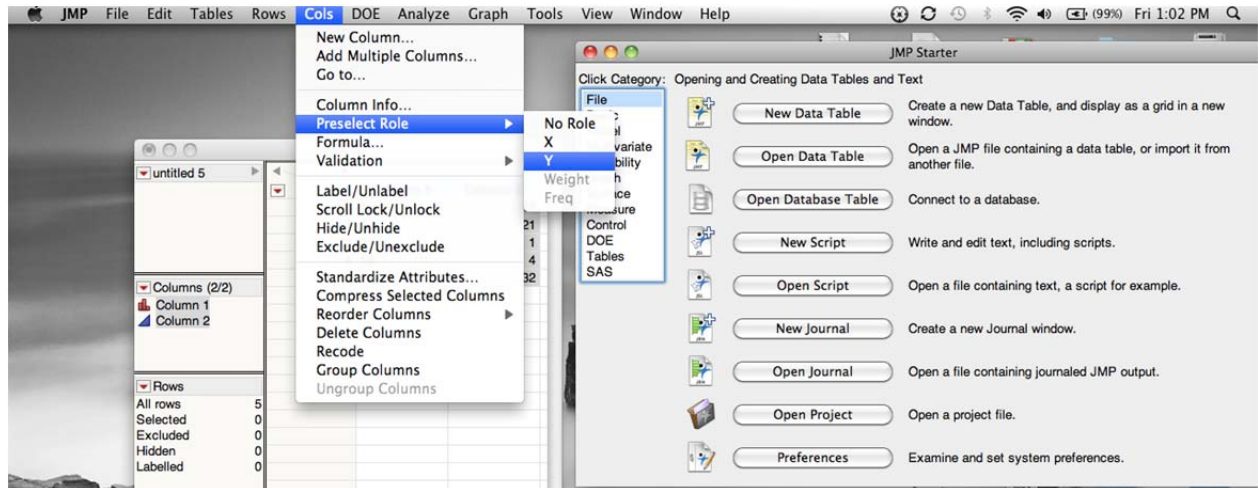 JMP File Edit Tables Rows Cols DOE Analyze Graph Tools View Window Help (99%) Fri 1:02 PM
New Column...
Add Multiple Columns...
Go to...
Column Info...
Preselect Role
Formula...
Validation
Label/Unlabel
Scroll Lock/Unlock
Hide/Unhide
Exclude/Unexclude
Standardize Attributes...
Compress Selected Columns
Reorder Columns
Delete Columns
Recode
Group Columns
Ungroup Columns
No Role
X
Y
Weight
Freq
untitled 5
Columns (2/2)
Column 1
Column 2
Rows
All rows 5
Selected 0
Excluded 0
Hidden 0
Labelled 0
21
1
4
32
JMP Starter
Click Category:
File
Measure
Control
DOE
Tables
SAS
Opening and Creating Data Tables and Text
New Data Table
Create a new Data Table, and display as a grid in a new
window.
Open Data Table
Open a JMP file containing a data table, or import it from
another file.
Open Database Table
Connect to a database.
New Script
Write and edit text, including scripts.
Open Script
Open a file containing text, a script for example.
New Journal
Create a new Journal window.
Open Journal
Open a file containing journaled JMP output.
Open Project
Open a project file.
Preferences
Examine and set system preferences.